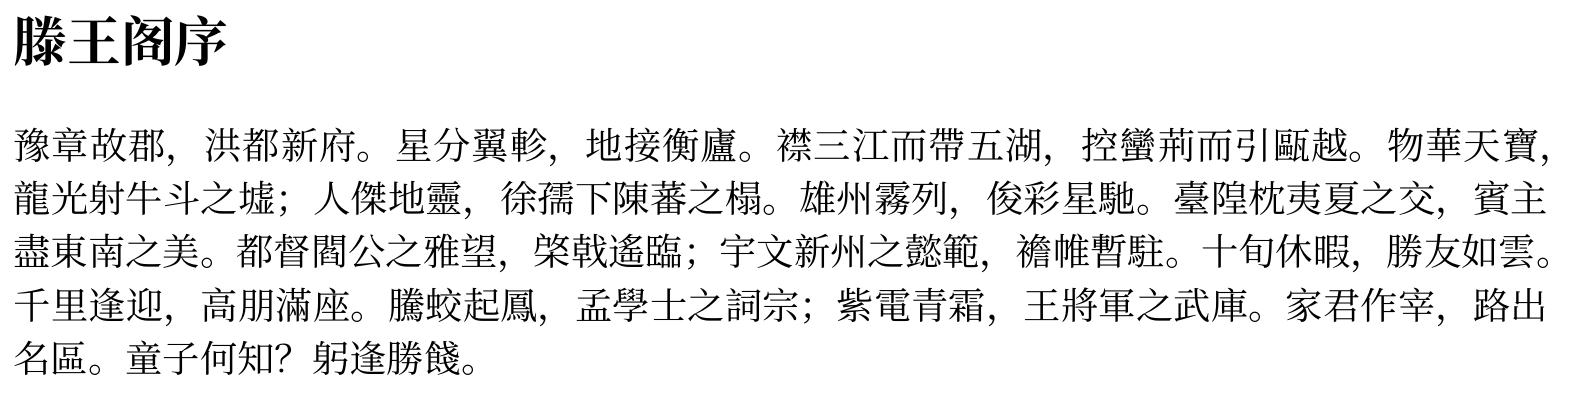 滕王阁序
豫章故郡，洪都新府。星分翼軫，地接衡廬。襟三江而帶五湖，控蠻荊而引甌越。物華天寶，
龍光射牛斗之墟；人傑地靈，徐孺下陳蕃之榻。雄州霧列，俊彩星馳。臺隍枕夷夏之交，賓主
盡東南之美。都督閻公之雅望，棨戟遙臨；宇文新州之懿範，襜帷暫駐。十旬休暇，勝友如雲。
千里逢迎，高朋滿座。騰蛟起鳳，孟學士之詞宗；紫電青霜，王將軍之武庫。家君作宰，路出
名區。童子何知？躬逢勝餞。